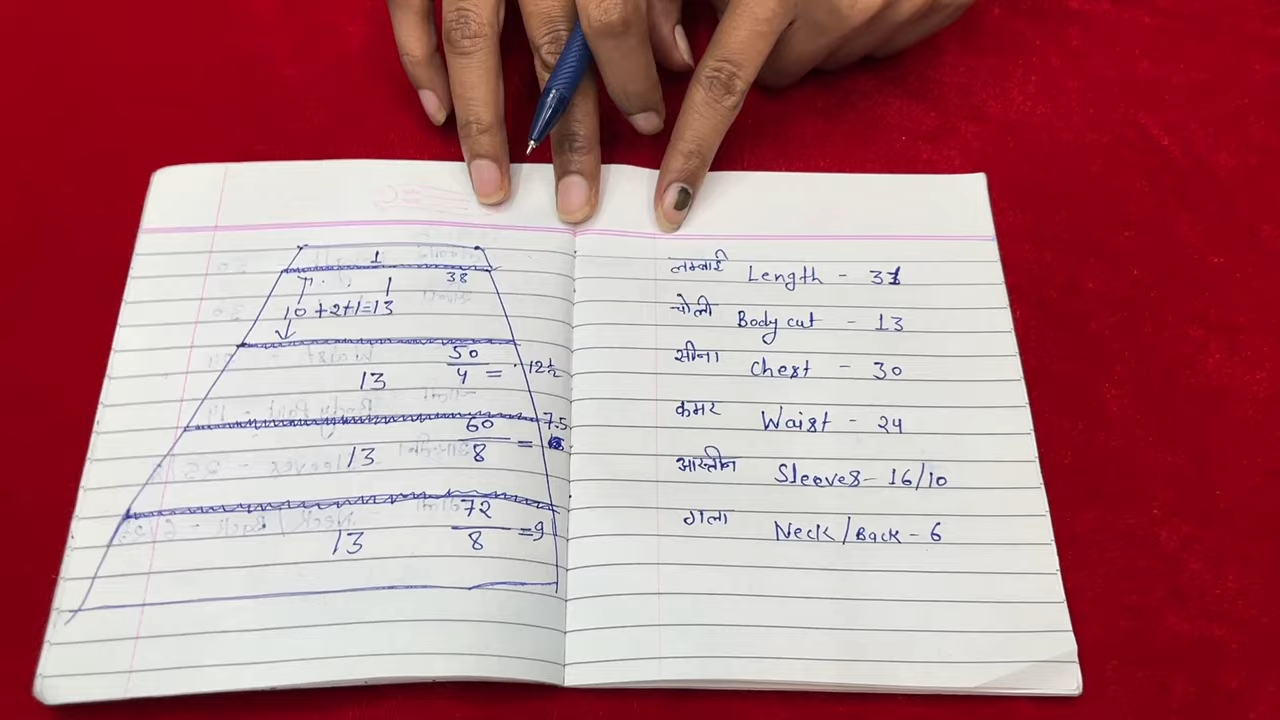 1
7. 1 38
10 +2+1=13
50/4 = 12½
13
7.5
60/8 =
13
72/8 =9
13
लम्बाई Length - 31
चोली Body cut - 13
सीना Chest - 30
कमर Waist - 24
आस्तीन Sleeves - 16/10
गला Neck/Back - 6